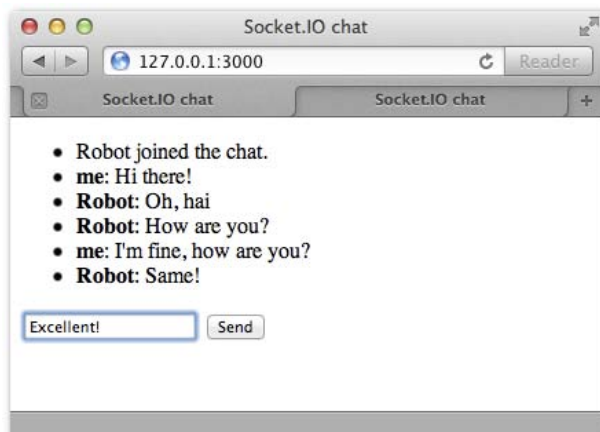 Socket.IO chat
127.0.0.1:3000 Reader
Socket.IO chat Socket.IO chat
Robot joined the chat.
me: Hi there!
Robot: Oh, hai
Robot: How are you?
me: I'm fine, how are you?
Robot: Same!
Excellent! Send